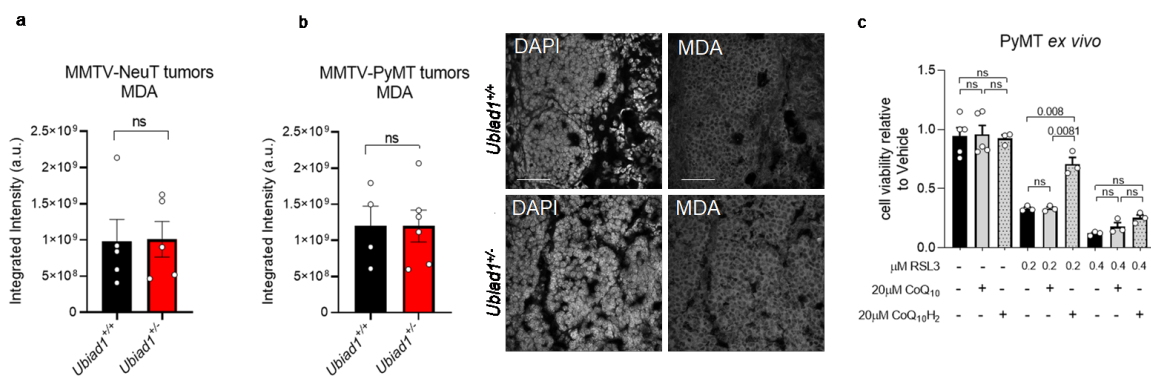 a
MMTV-NeuT tumors
MDA
ns
Integrated Intensity (a.u.)
2.5×10⁹
2×10⁹
1.5×10⁹
1×10⁹
5×10⁸
0
Ubiad1⁺/⁺
Ubiad1⁺/⁻
b
MMTV-PyMT tumors
MDA
ns
Integrated Intensity (a.u.)
2.5×10⁹
2×10⁹
1.5×10⁹
1×10⁹
5×10⁸
0
Ubiad1⁺/⁺
Ubiad1⁺/⁻
Ubiad1⁺/⁺
DAPI
MDA
Ubiad1⁺/⁻
DAPI
MDA
c
PyMT ex vivo
cell viability relative
to Vehicle
1.5
1.0
0.5
0.0
ns
ns ns
0.008
0.0081
ns
ns
ns ns
μM RSL3 - - - 0.2 0.2 0.2 0.4 0.4 0.4
20μM CoQ₁₀ - + - - + - - + -
20μM CoQ₁₀H₂ - - + - - + - - +